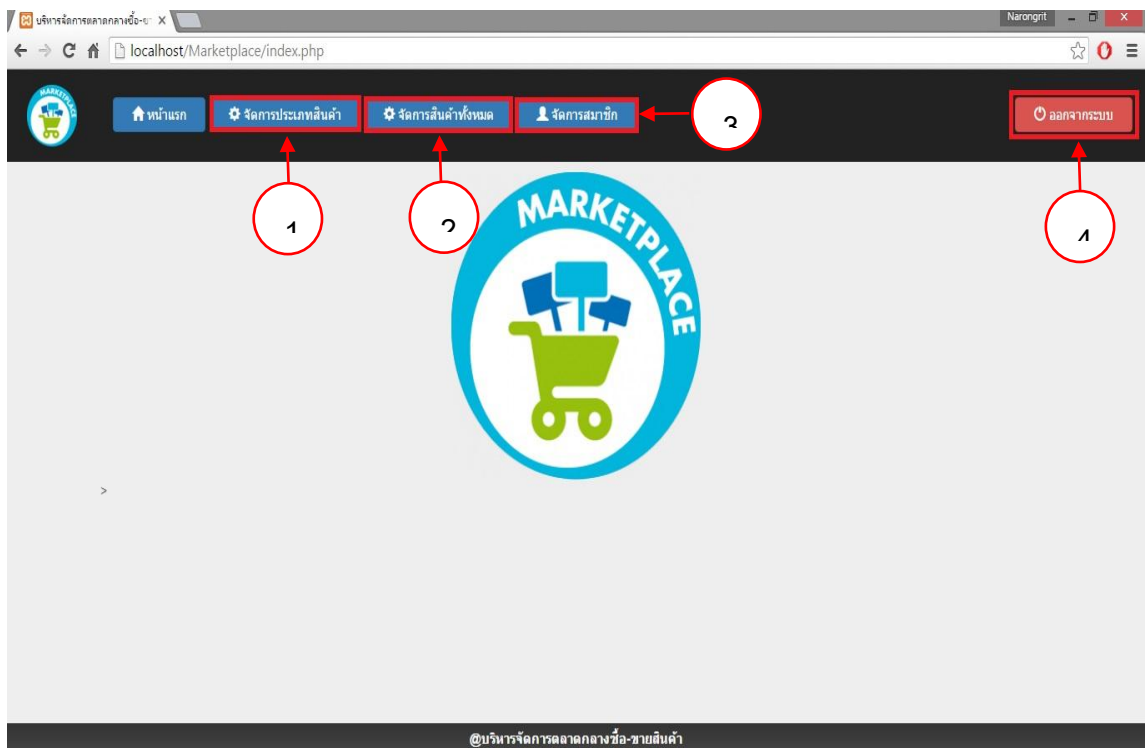 บริหารจัดการตลาดกลางซื้อ-ขา
Narongrit
localhost/Marketplace/index.php
MARKETPLACE
หน้าแรก
จัดการประเภทสินค้า
จัดการสินค้าทั้งหมด
จัดการสมาชิก
3
ออกจากระบบ
1
2
4
MARKETPLACE
>
@บริหารจัดการตลาดกลางซื้อ-ขายสินค้า